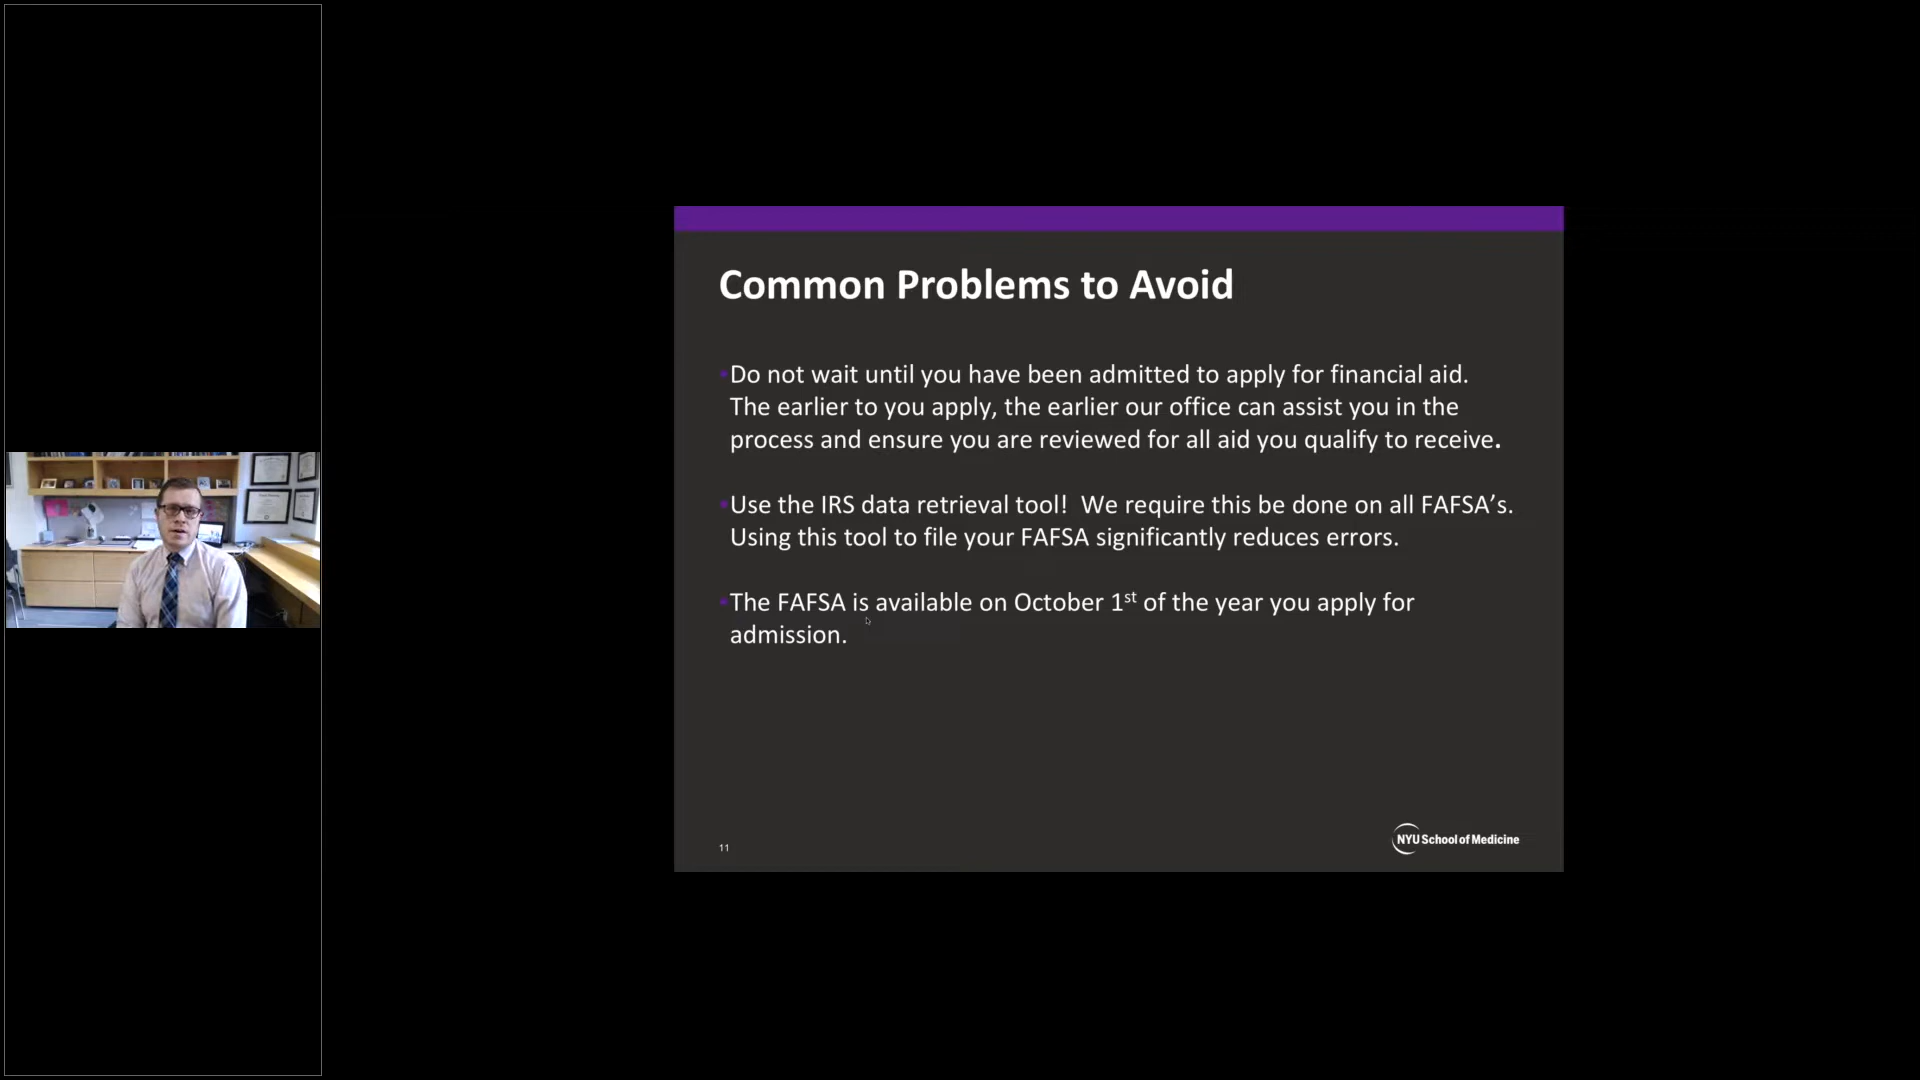 Common Problems to Avoid
•Do not wait until you have been admitted to apply for financial aid.
The earlier to you apply, the earlier our office can assist you in the
process and ensure you are reviewed for all aid you qualify to receive.
•Use the IRS data retrieval tool!  We require this be done on all FAFSA’s.
Using this tool to file your FAFSA significantly reduces errors.
•The FAFSA is available on October 1st of the year you apply for
admission.
11
NYU School of Medicine